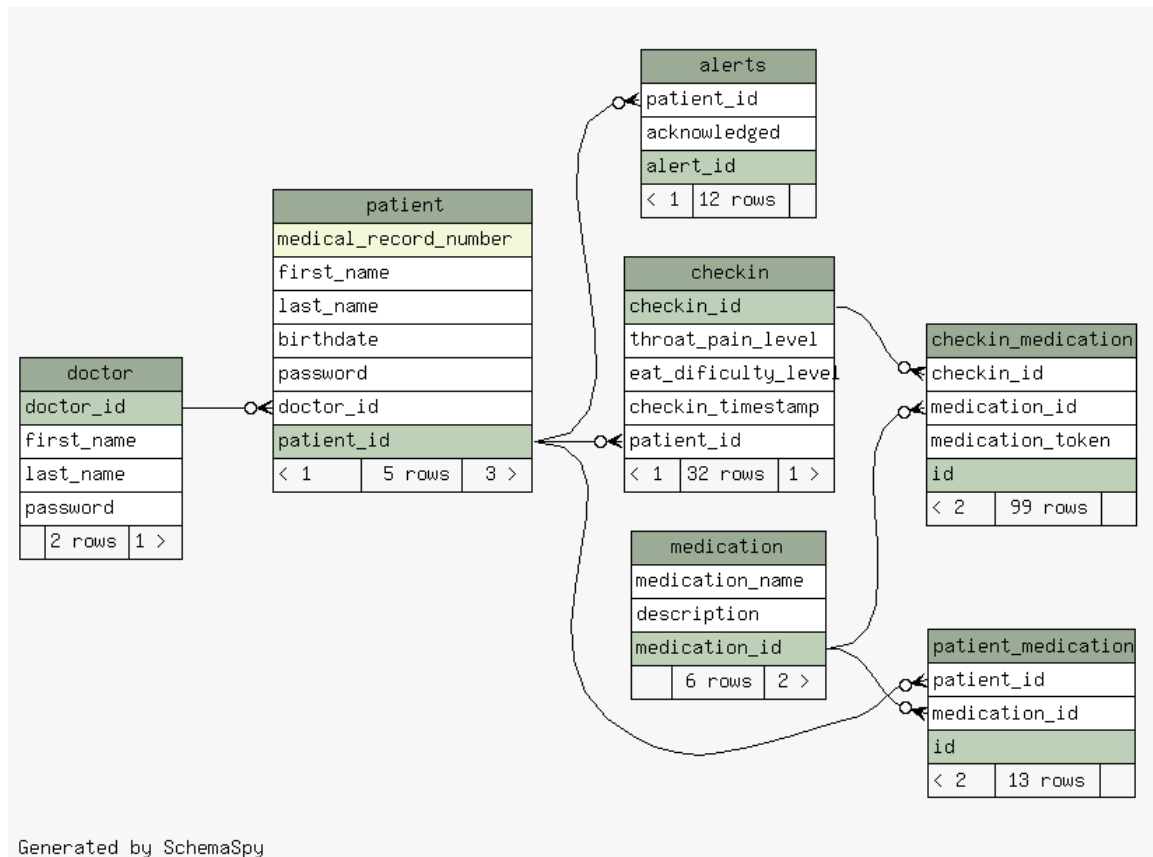 alerts
patient_id
acknowledged
alert_id
< 1 12 rows
patient
medical_record_number
first_name
last_name
birthdate
password
doctor_id
patient_id
< 1 5 rows 3 >
checkin
checkin_id
throat_pain_level
eat_dificulty_level
checkin_timestamp
patient_id
< 1 32 rows 1 >
doctor
doctor_id
first_name
last_name
password
2 rows 1 >
checkin_medication
checkin_id
medication_id
medication_token
id
< 2 99 rows
medication
medication_name
description
medication_id
6 rows 2 >
patient_medication
patient_id
medication_id
id
< 2 13 rows
Generated by SchemaSpy